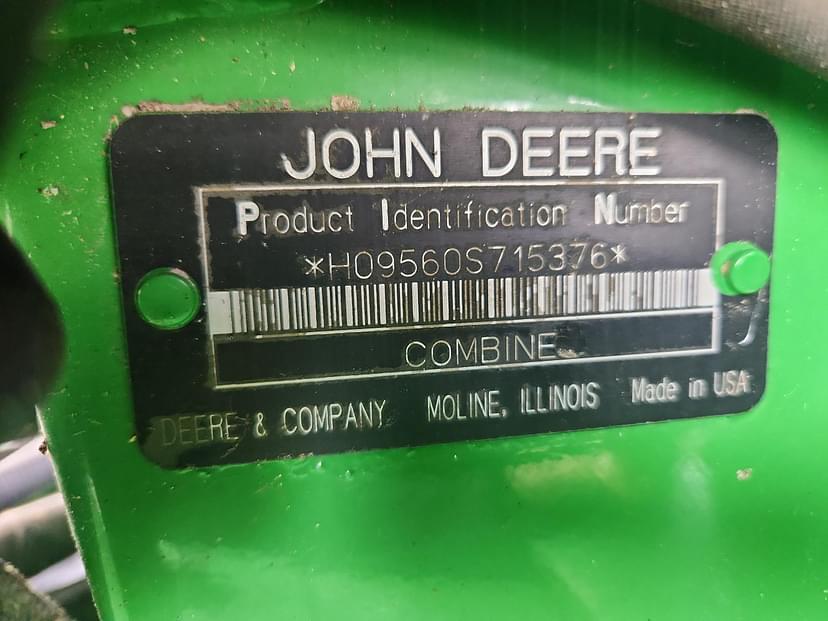 JOHN DEERE
Product Identification Number
*H09560S715376*
COMBINE
DEERE & COMPANY MOLINE, ILLINOIS Made in USA